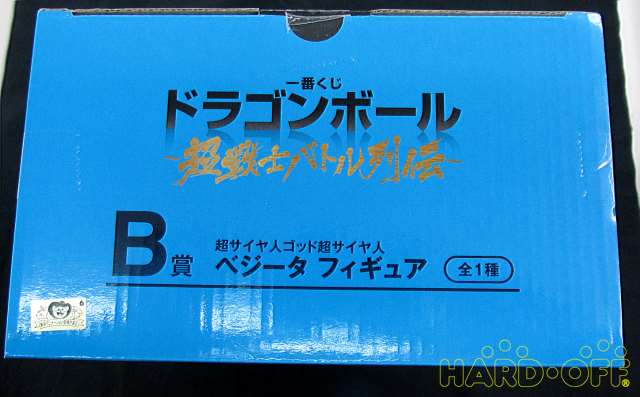 一番くじ
ドラゴンボール
～超戦士バトル列伝～
B賞
超サイヤ人ゴッド超サイヤ人
ベジータ フィギュア
全1種
HARD-OFF®